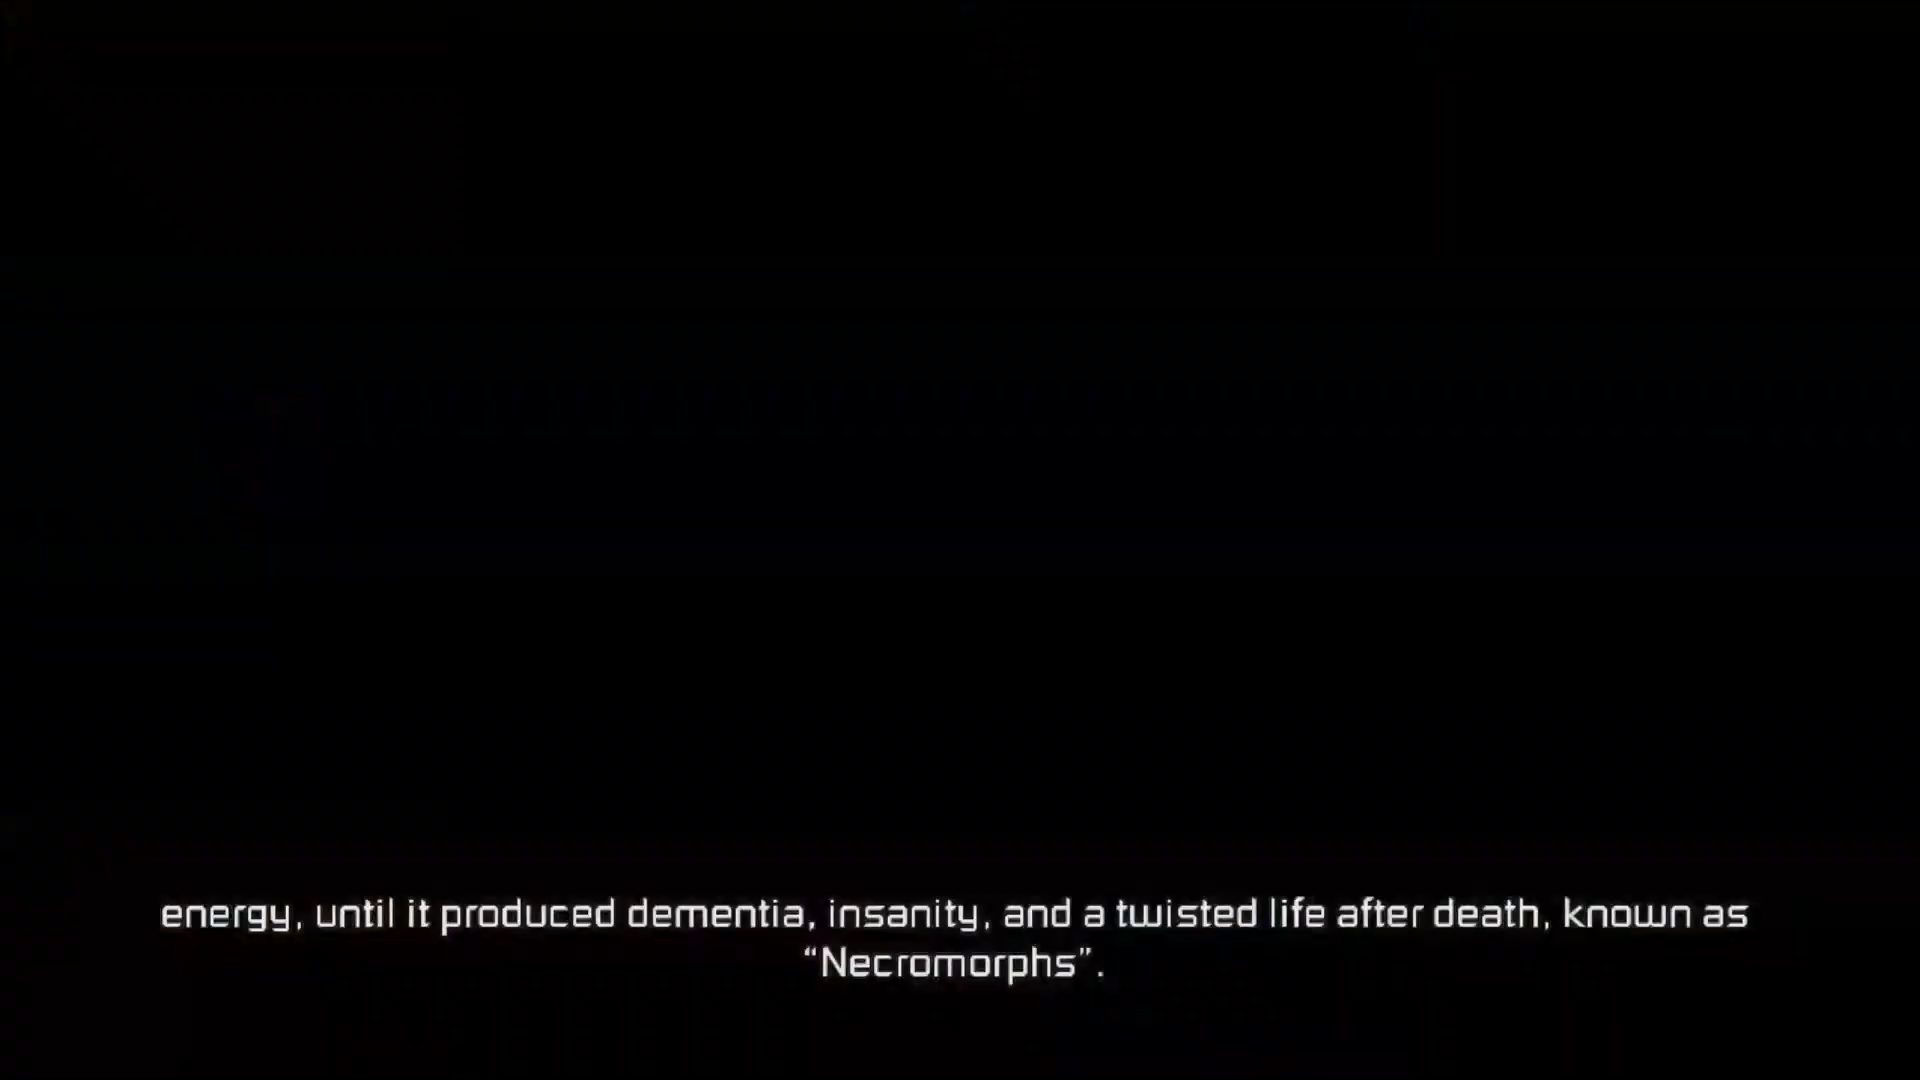 energy, until it produced dementia, insanity, and a twisted life after death, known as
“Necromorphs”.